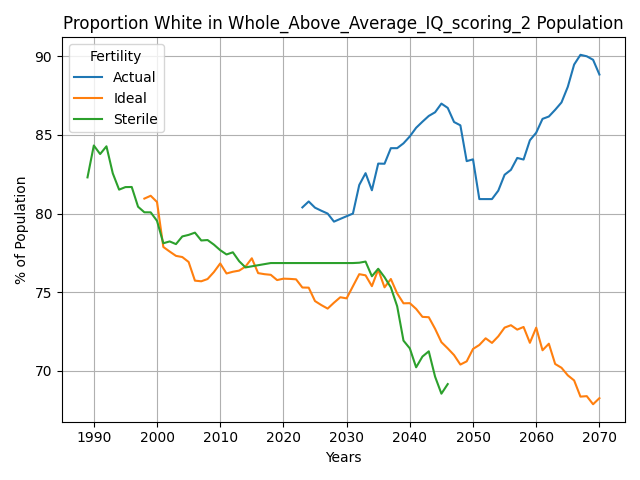 Proportion White in Whole_Above_Average_IQ_scoring_2 Population
Fertility
Actual
Ideal
Sterile
% of Population
90
85
80
75
70
1990 2000 2010 2020 2030 2040 2050 2060 2070
Years